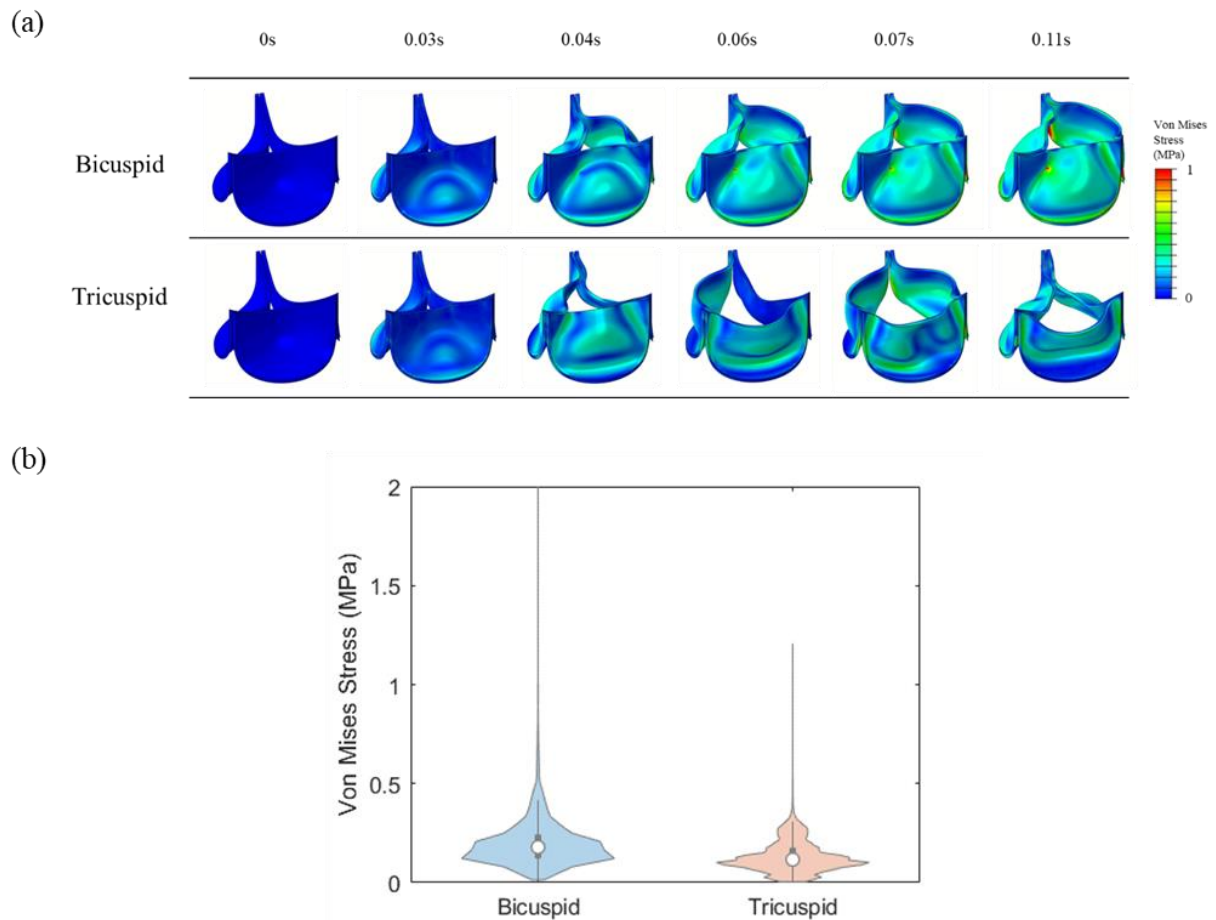 (a)
0s 0.03s 0.04s 0.06s 0.07s 0.11s
Bicuspid
Von Mises
Stress
(MPa)
1
0
Tricuspid
(b)
Von Mises Stress (MPa)
2
1.5
1
0.5
0
Bicuspid Tricuspid